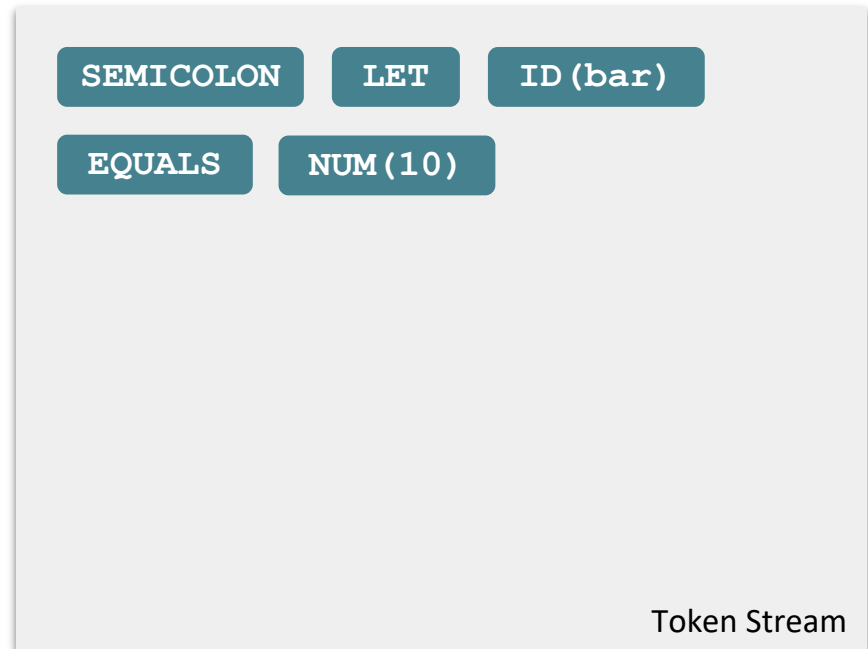 SEMICOLON LET ID(bar)
EQUALS NUM(10)
Token Stream